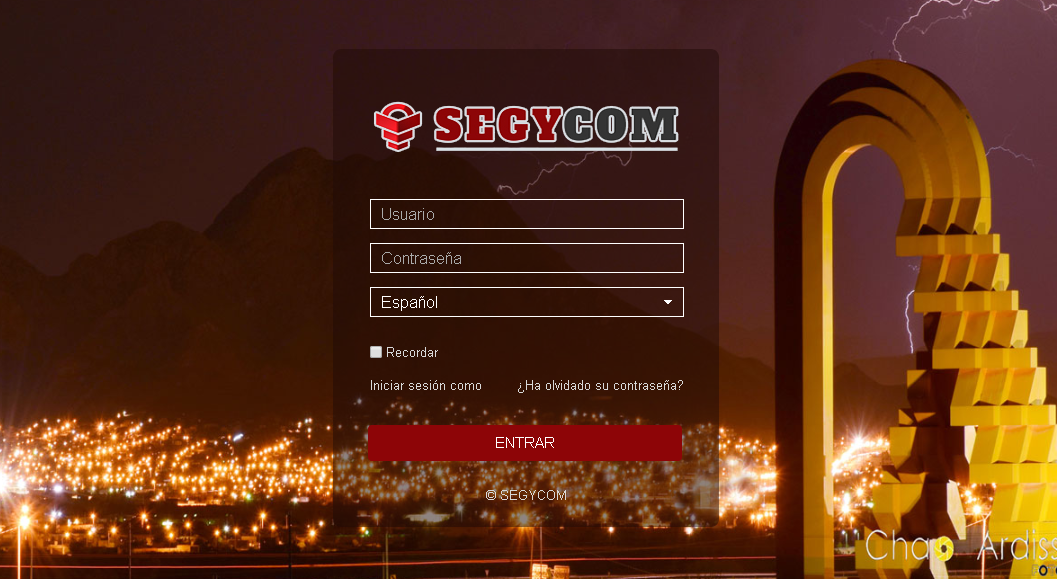 SEGYCOM
Usuario
Contraseña
Español
Recordar
Iniciar sesión como ¿Ha olvidado su contraseña?
ENTRAR
© SEGYCOM
Chao Ardiss